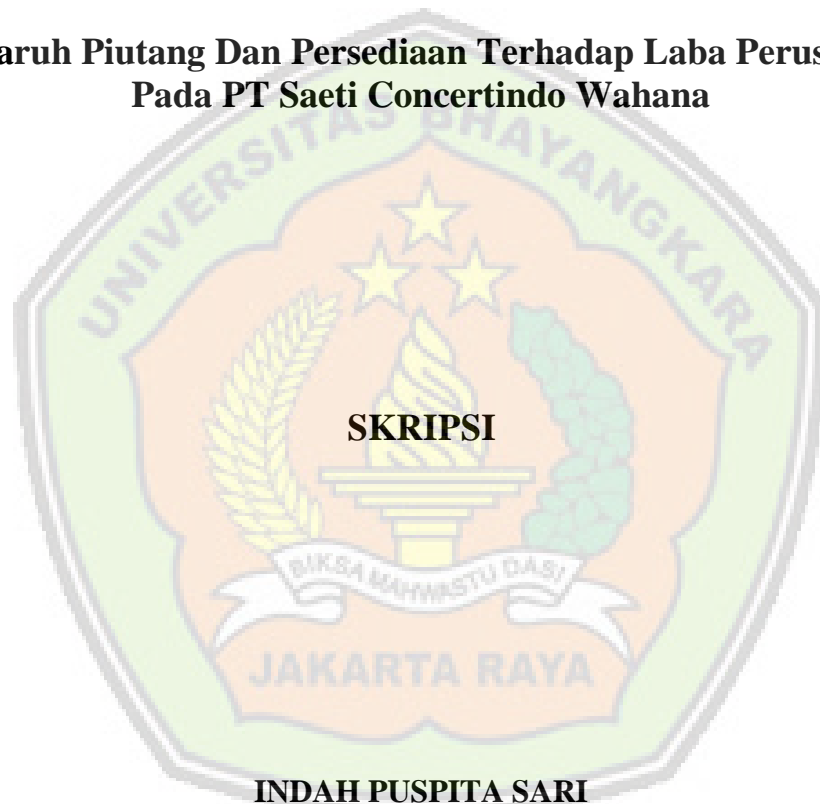 aruh Piutang Dan Persediaan Terhadap Laba Perus
Pada PT Saeti Concertindo Wahana
UNIVERSITAS BHAYANGKARA
SKRIPSI
BIKSA MAHWASTU DASI
JAKARTA RAYA
INDAH PUSPITA SARI